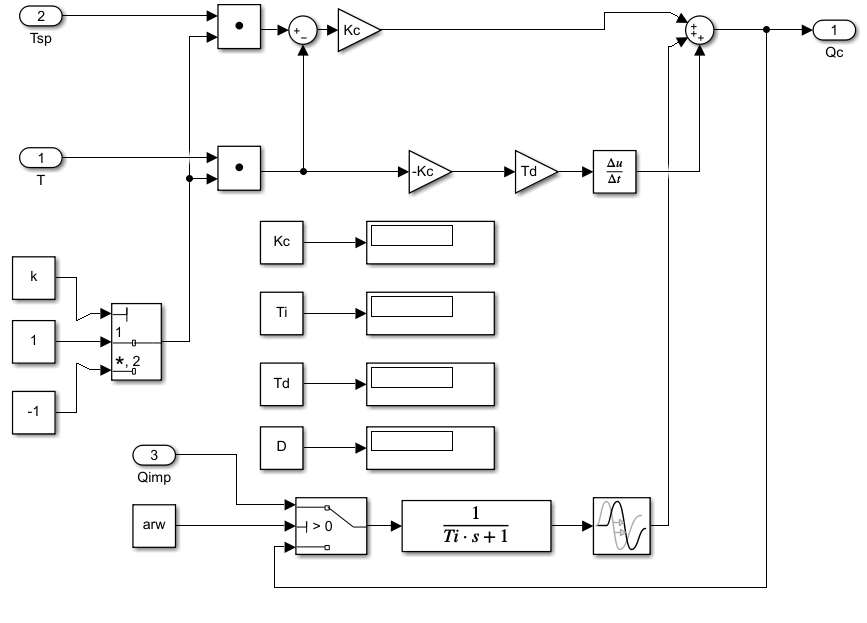 2
Tsp
+
−
Kc
+
+
+
1
Qc
1
T
-Kc
Td
Δu
Δt
Kc
k
Ti
1
1
*, 2
Td
-1
D
3
Qimp
arw
> 0
1
Ti · s + 1